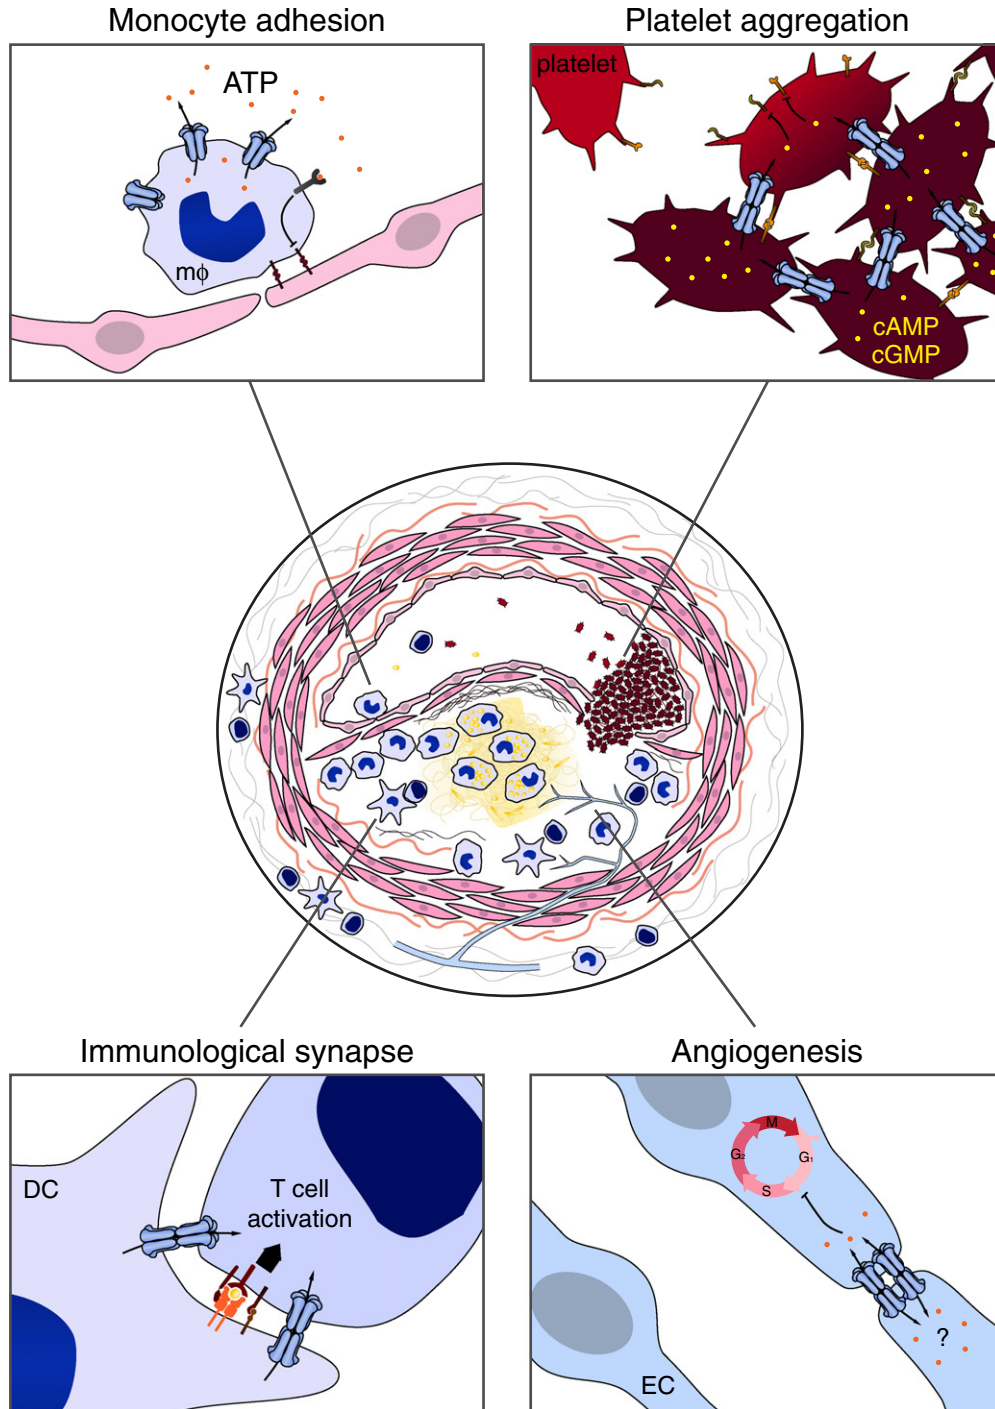 Monocyte adhesion
Platelet aggregation
ATP
mϕ
platelet
cAMP
cGMP
Immunological synapse
Angiogenesis
DC
T cell
activation
M
G₂
G₁
S
?
EC